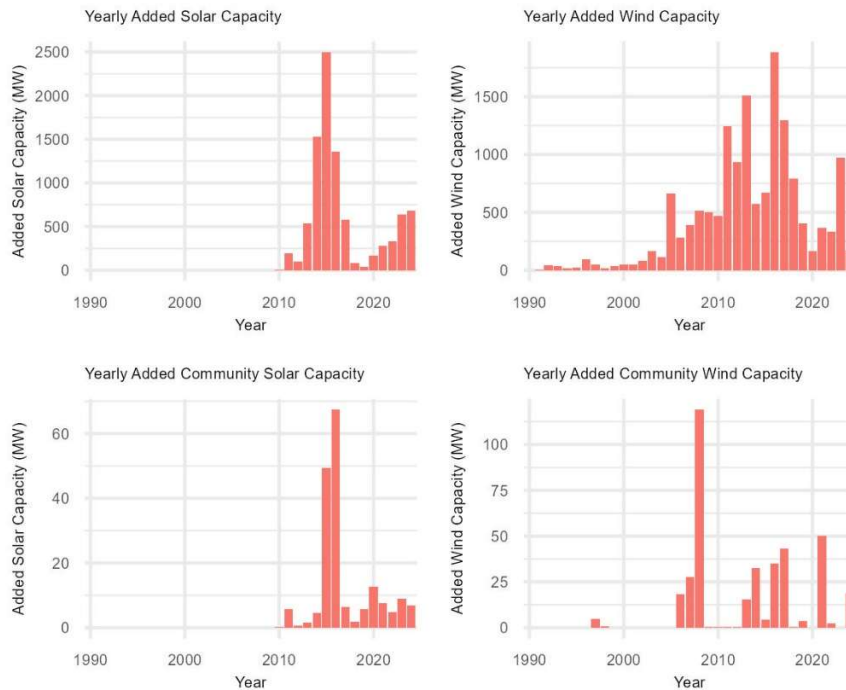 Yearly Added Solar Capacity
Added Solar Capacity (MW)
2500
2000
1500
1000
500
0
1990 2000 2010 2020
Year
Yearly Added Wind Capacity
Added Wind Capacity (MW)
1500
1000
500
0
1990 2000 2010 2020
Year
Yearly Added Community Solar Capacity
Added Solar Capacity (MW)
60
40
20
0
1990 2000 2010 2020
Year
Yearly Added Community Wind Capacity
Added Wind Capacity (MW)
100
75
50
25
0
1990 2000 2010 2020
Year